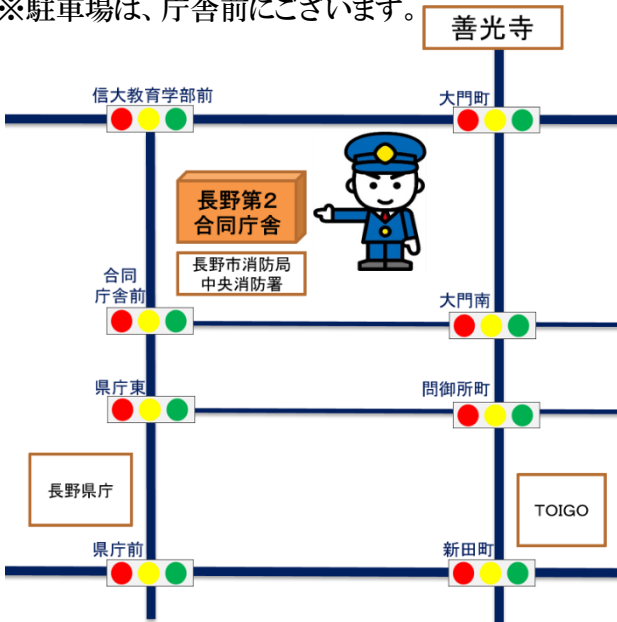 ※駐車場は、庁舎前にございます。
善光寺
信大教育学部前
大門町
長野第2
合同庁舎
長野市消防局
中央消防署
合同
庁舎前
大門南
県庁東
問御所町
長野県庁
TOIGO
県庁前
新田町